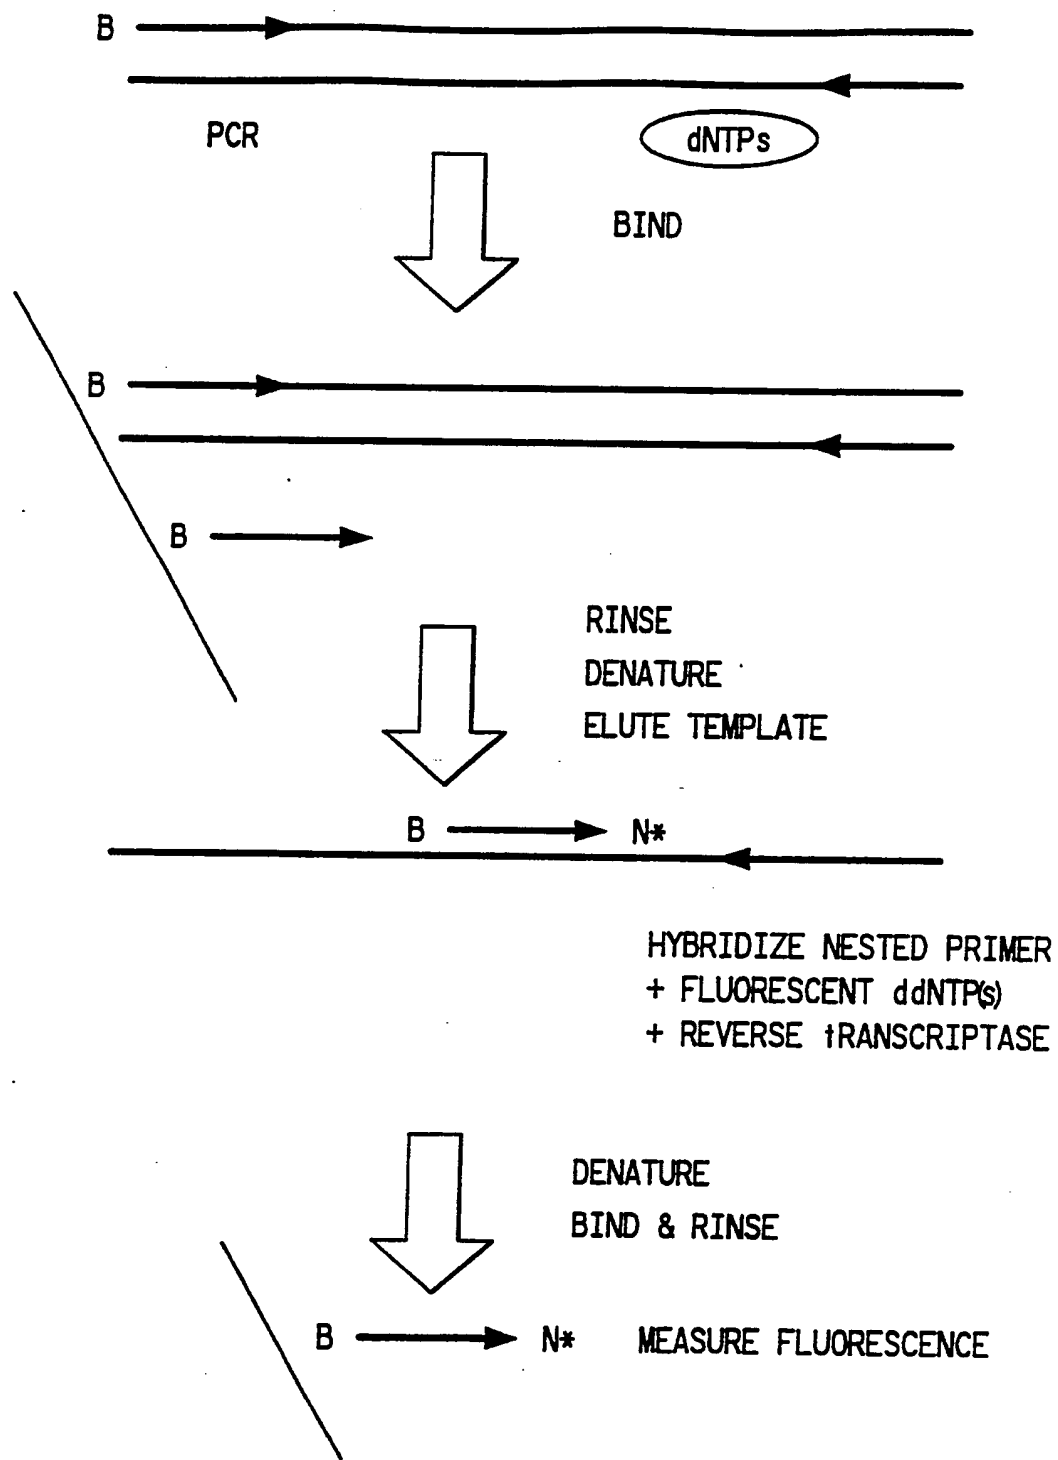 B
PCR
dNTPs
BIND
B
B
RINSE
DENATURE
ELUTE TEMPLATE
B N*
HYBRIDIZE NESTED PRIMER
+ FLUORESCENT ddNTP(s)
+ REVERSE tRANSCRIPTASE
DENATURE
BIND & RINSE
B N* MEASURE FLUORESCENCE